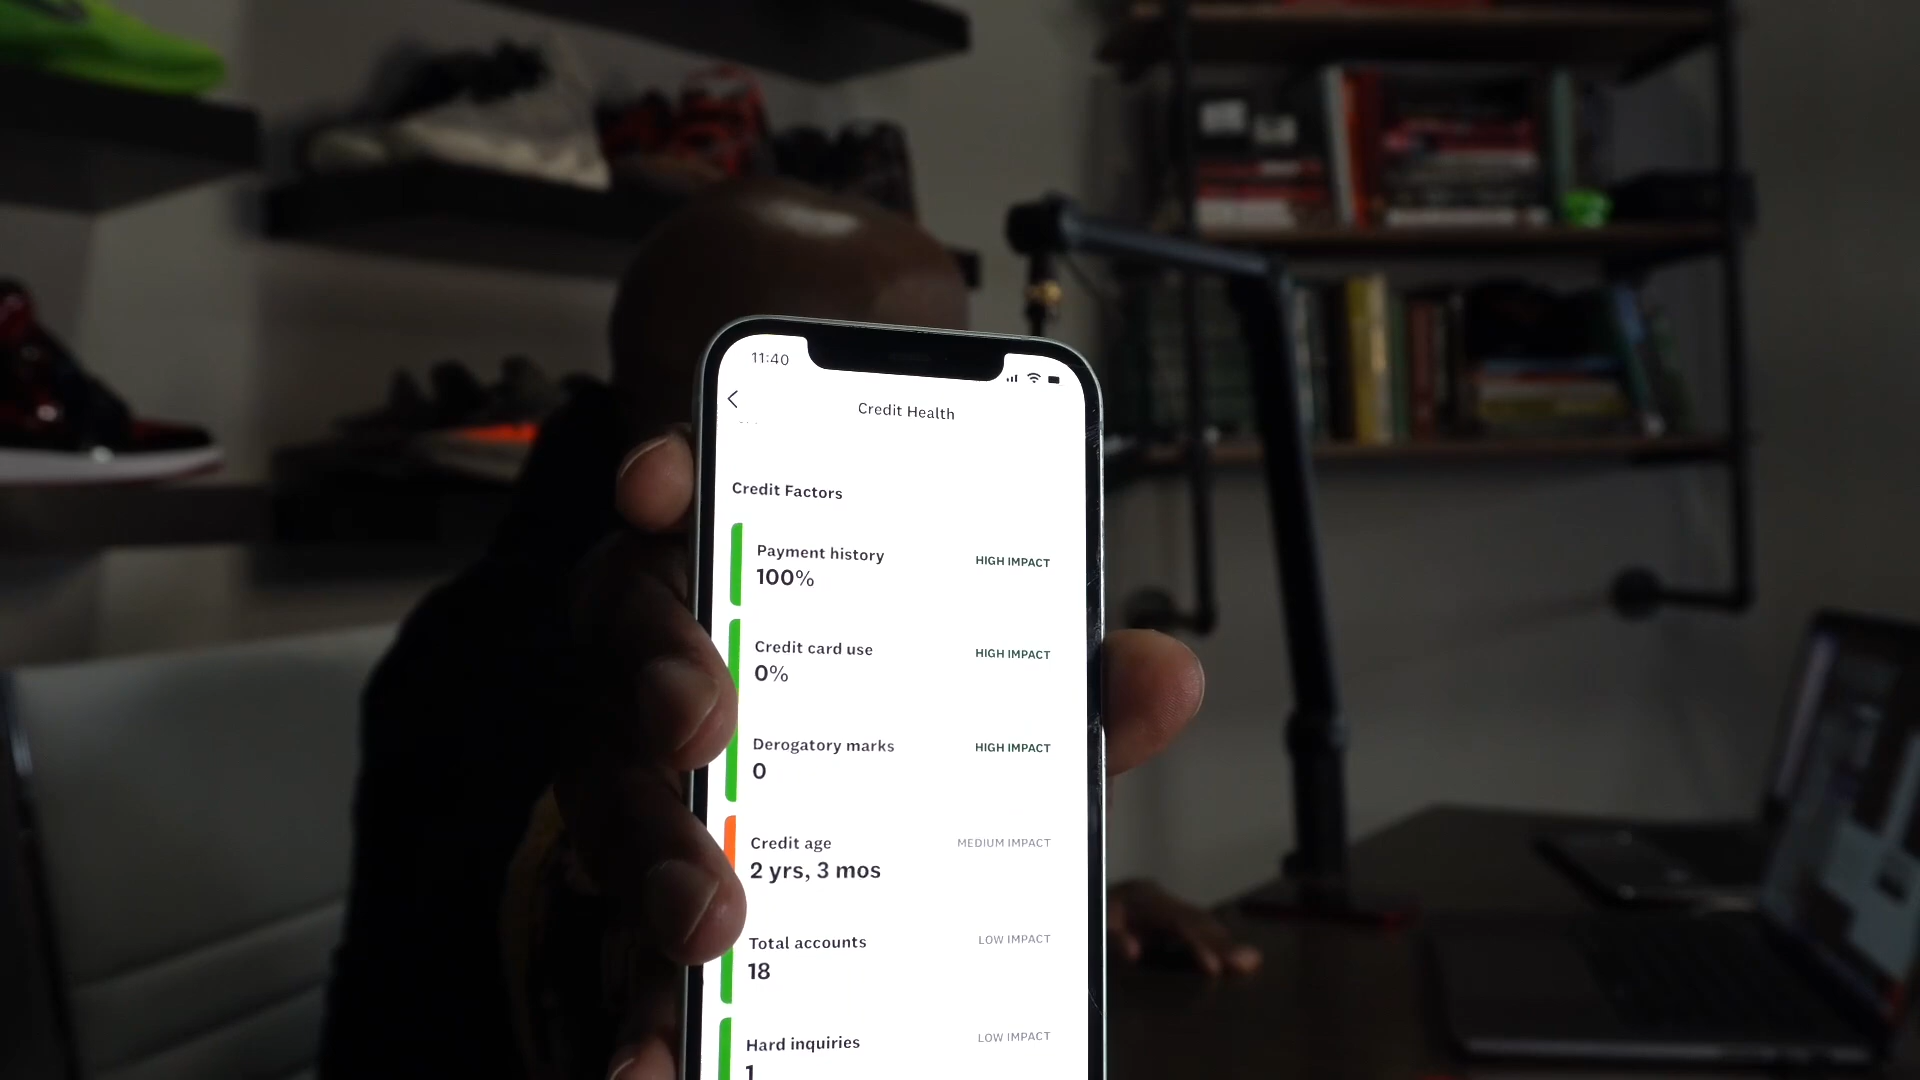 11:40
Credit Health
Credit Factors
Payment history
HIGH IMPACT
100%
Credit card use
HIGH IMPACT
0%
Derogatory marks
HIGH IMPACT
0
Credit age
MEDIUM IMPACT
2 yrs, 3 mos
Total accounts
LOW IMPACT
18
Hard inquiries
LOW IMPACT
1